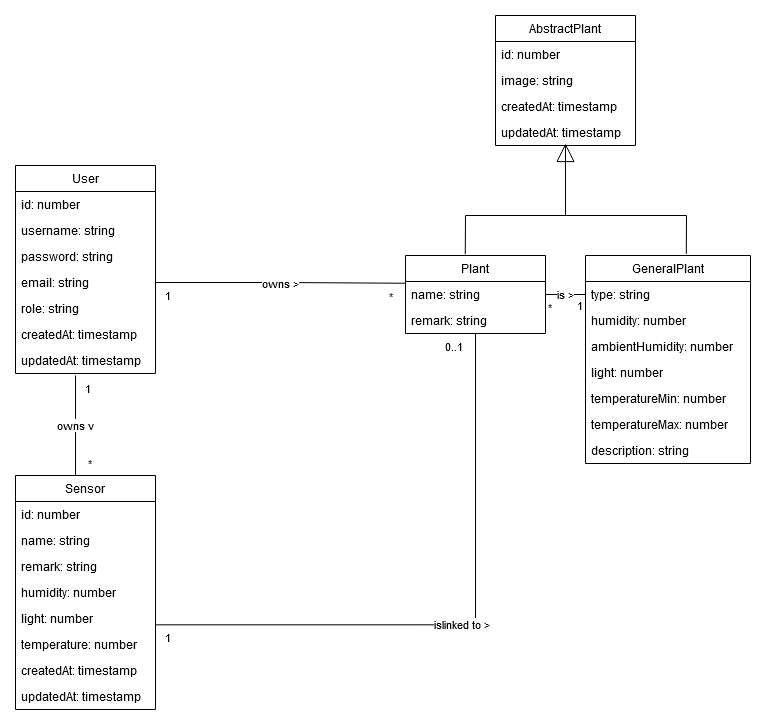 AbstractPlant
id: number
image: string
createdAt: timestamp
updatedAt: timestamp
User
id: number
username: string
password: string
email: string
role: string
createdAt: timestamp
updatedAt: timestamp
1
owns >
*
Plant
name: string
remark: string
*
is >
1
GeneralPlant
type: string
humidity: number
ambientHumidity: number
light: number
temperatureMin: number
temperatureMax: number
description: string
0..1
1
owns v
*
Sensor
id: number
name: string
remark: string
humidity: number
light: number
temperature: number
createdAt: timestamp
updatedAt: timestamp
1
islinked to >